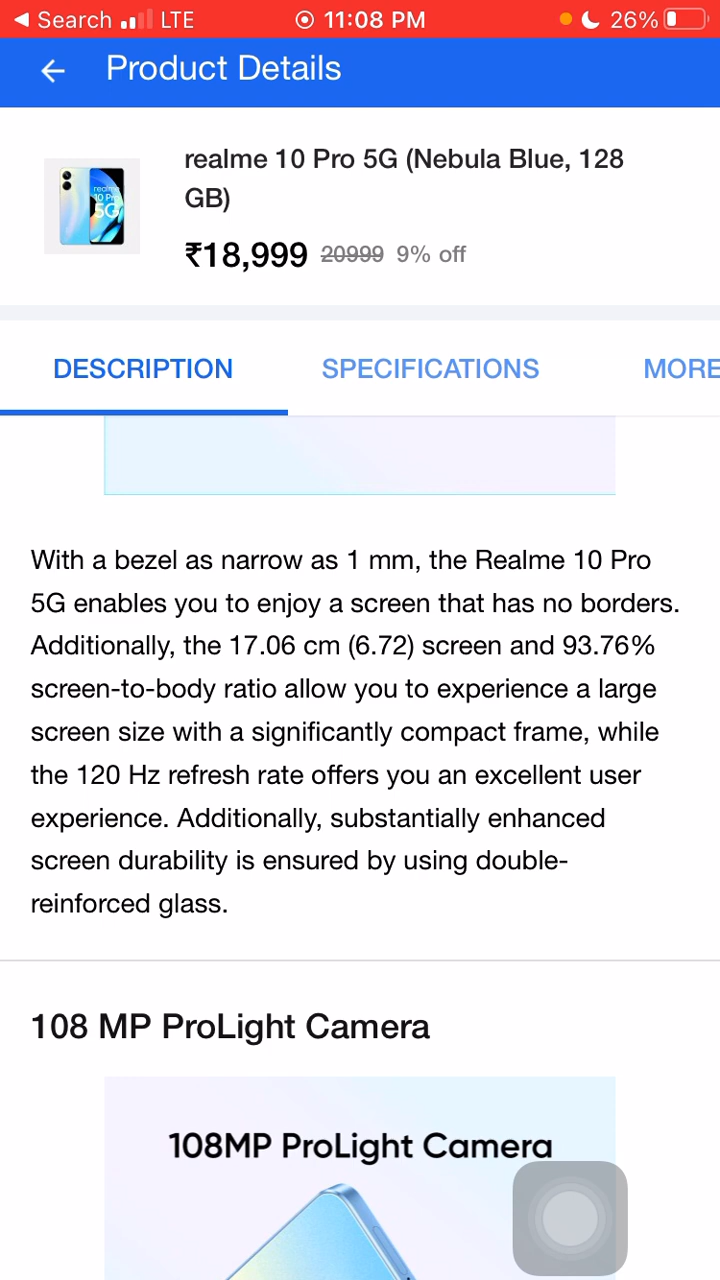 Search LTE 11:08 PM 26%
Product Details
realme 10 Pro 5G (Nebula Blue, 128
GB)
₹18,999 20999 9% off
realme
10 Pro
5G
DESCRIPTION SPECIFICATIONS MORE
With a bezel as narrow as 1 mm, the Realme 10 Pro
5G enables you to enjoy a screen that has no borders.
Additionally, the 17.06 cm (6.72) screen and 93.76%
screen-to-body ratio allow you to experience a large
screen size with a significantly compact frame, while
the 120 Hz refresh rate offers you an excellent user
experience. Additionally, substantially enhanced
screen durability is ensured by using double-
reinforced glass.
108 MP ProLight Camera
108MP ProLight Camera